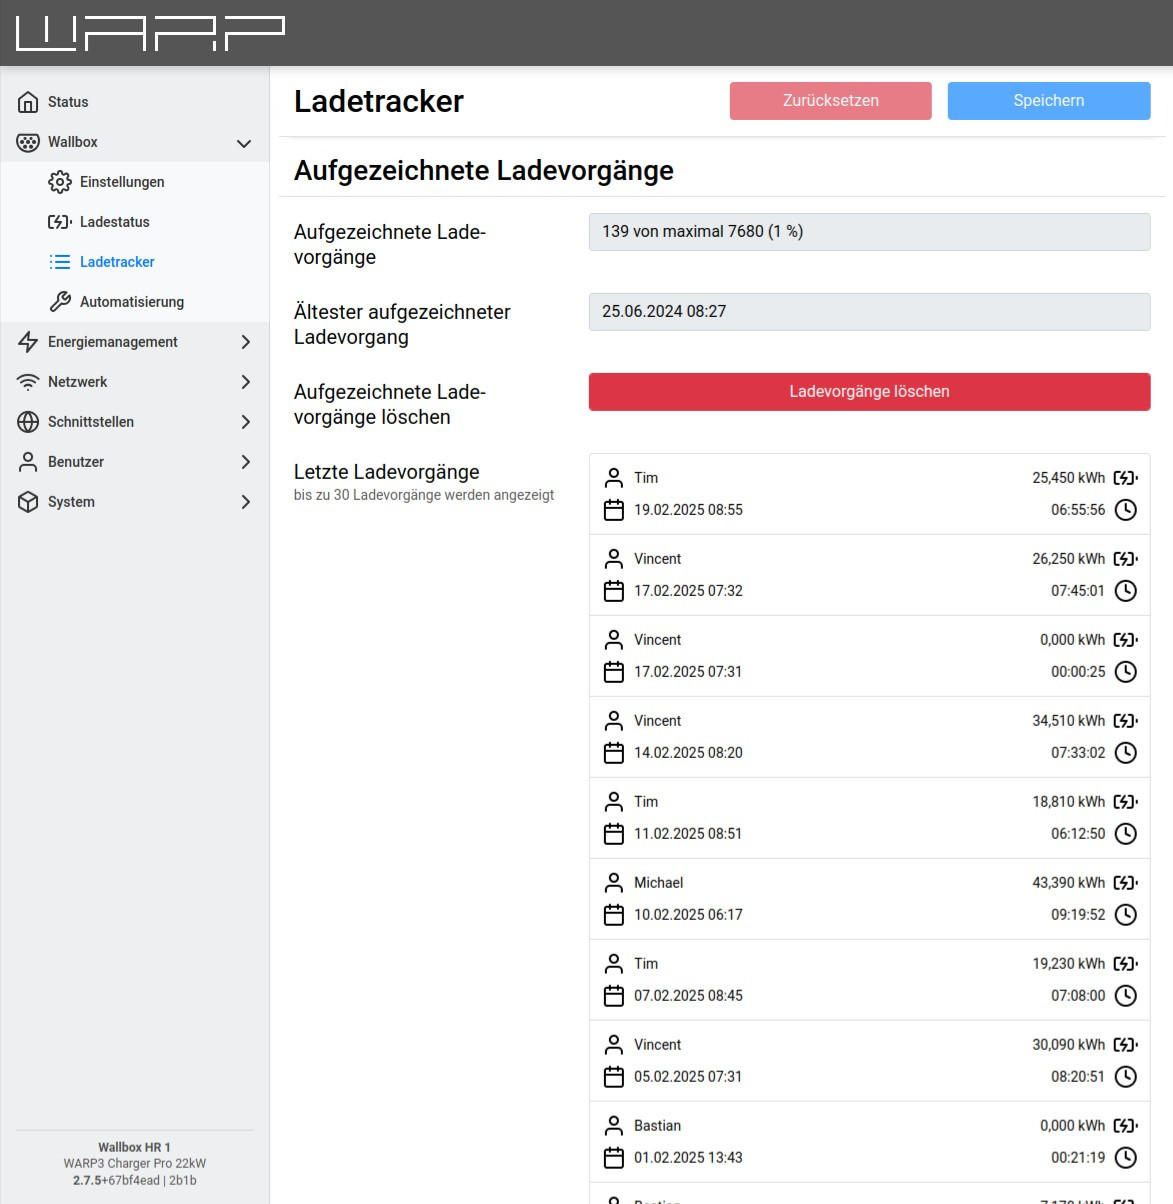 WARP
Status
Wallbox
Einstellungen
Ladestatus
Ladetracker
Automatisierung
Energiemanagement
Netzwerk
Schnittstellen
Benutzer
System
Wallbox HR 1
WARP3 Charger Pro 22kW
2.7.5+67bf4ead | 2b1b
Ladetracker
Zurücksetzen
Speichern
Aufgezeichnete Ladevorgänge
Aufgezeichnete Lade-
vorgänge
139 von maximal 7680 (1 %)
Ältester aufgezeichneter
Ladevorgang
25.06.2024 08:27
Aufgezeichnete Lade-
vorgänge löschen
Ladevorgänge löschen
Letzte Ladevorgänge
bis zu 30 Ladevorgänge werden angezeigt
Tim 25,450 kWh
19.02.2025 08:55 06:55:56
Vincent 26,250 kWh
17.02.2025 07:32 07:45:01
Vincent 0,000 kWh
17.02.2025 07:31 00:00:25
Vincent 34,510 kWh
14.02.2025 08:20 07:33:02
Tim 18,810 kWh
11.02.2025 08:51 06:12:50
Michael 43,390 kWh
10.02.2025 06:17 09:19:52
Tim 19,230 kWh
07.02.2025 08:45 07:08:00
Vincent 30,090 kWh
05.02.2025 07:31 08:20:51
Bastian 0,000 kWh
01.02.2025 13:43 00:21:19